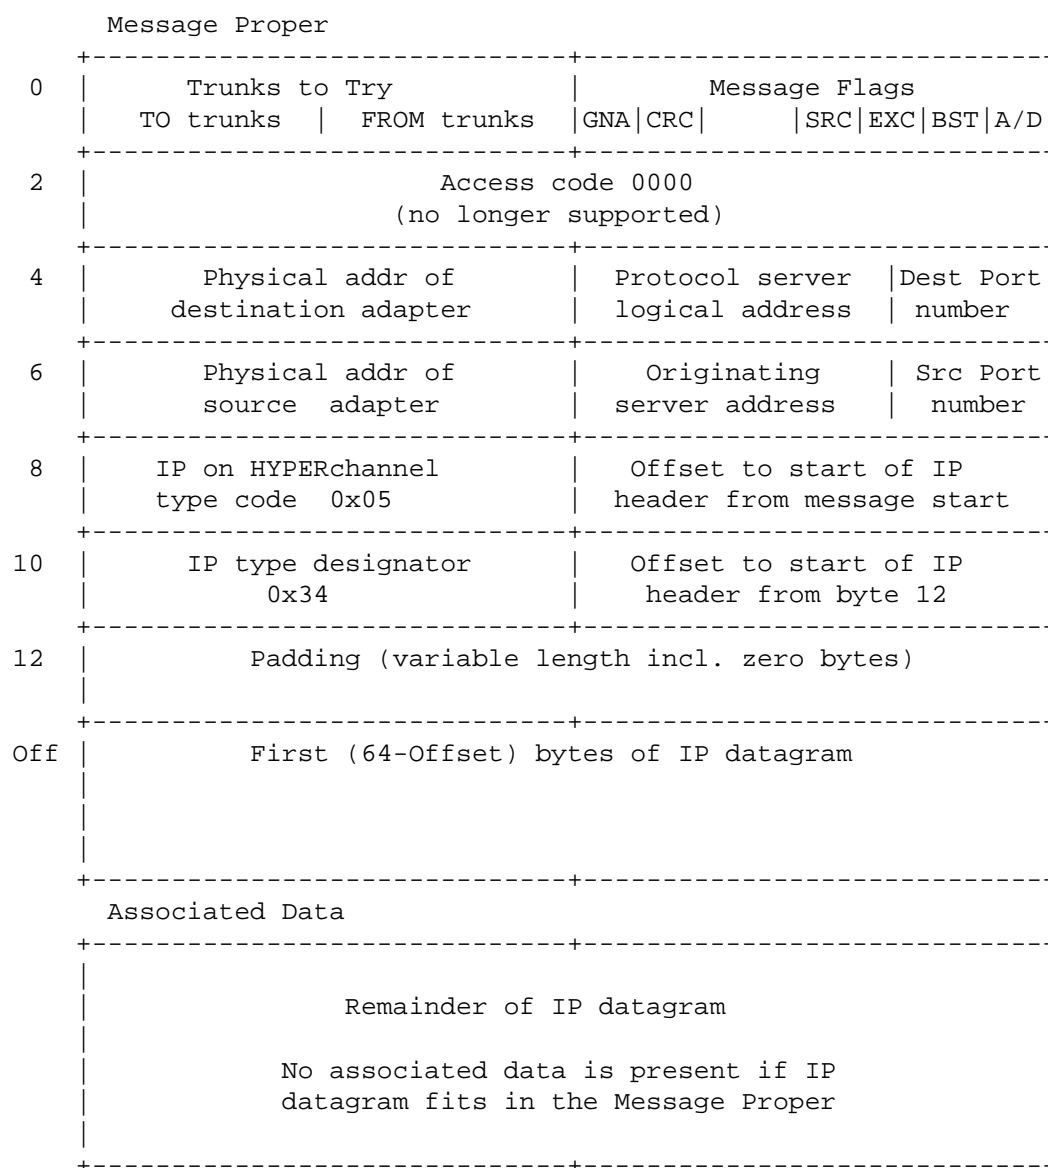 Message Proper
+------------------------------+-----------------------------
0 | Trunks to Try | Message Flags
| TO trunks | FROM trunks |GNA|CRC| |SRC|EXC|BST|A/D
+------------------------------+-----------------------------
2 | Access code 0000
| (no longer supported)
+------------------------------+-----------------------------
4 | Physical addr of | Protocol server |Dest Port
| destination adapter | logical address | number
+------------------------------+-----------------------------
6 | Physical addr of | Originating | Src Port
| source adapter | server address | number
+------------------------------+-----------------------------
8 | IP on HYPERchannel | Offset to start of IP
| type code 0x05 | header from message start
+------------------------------+-----------------------------
10 | IP type designator | Offset to start of IP
| 0x34 | header from byte 12
+------------------------------+-----------------------------
12 | Padding (variable length incl. zero bytes)
|
+------------------------------+-----------------------------
Off | First (64-Offset) bytes of IP datagram
|
|
|
+------------------------------+-----------------------------
Associated Data
+------------------------------+-----------------------------
|
| Remainder of IP datagram
|
| No associated data is present if IP
| datagram fits in the Message Proper
|
+------------------------------+-----------------------------